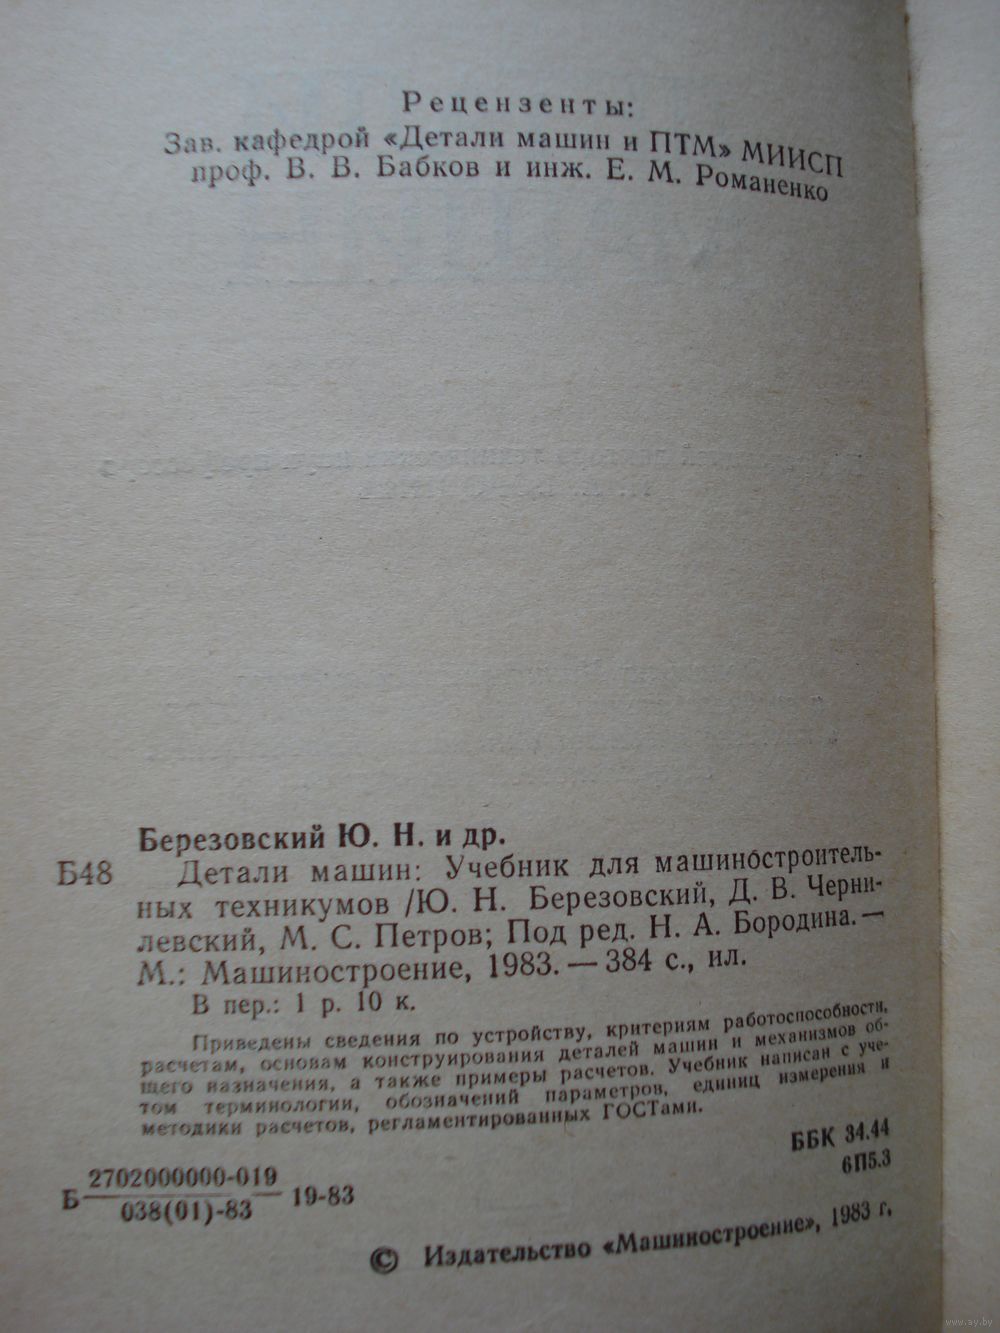 Рецензенты:
Зав. кафедрой «Детали машин и ПТМ» МИИСП
проф. В. В. Бабков и инж. Е. М. Романенко
Березовский Ю. Н. и др.
Б48 Детали машин: Учебник для машиностроитель-
ных техникумов /Ю. Н. Березовский, Д. В. Черни-
левский, М. С. Петров; Под ред. Н. А. Бородина.—
М.: Машиностроение, 1983.—384 с., ил.
В пер.: 1 р. 10 к.
Приведены сведения по устройству, критериям работоспособности,
расчетам, основам конструирования деталей машин и механизмов об-
щего назначения, а также примеры расчетов. Учебник написан с уче-
том терминологии, обозначений параметров, единиц измерения и
методики расчетов, регламентированных ГОСТами.
ББК 34.44
6П5.3
2702000000-019
Б 19-83
038(01)-83
© Издательство «Машиностроение», 1983 г.
www.ay.by